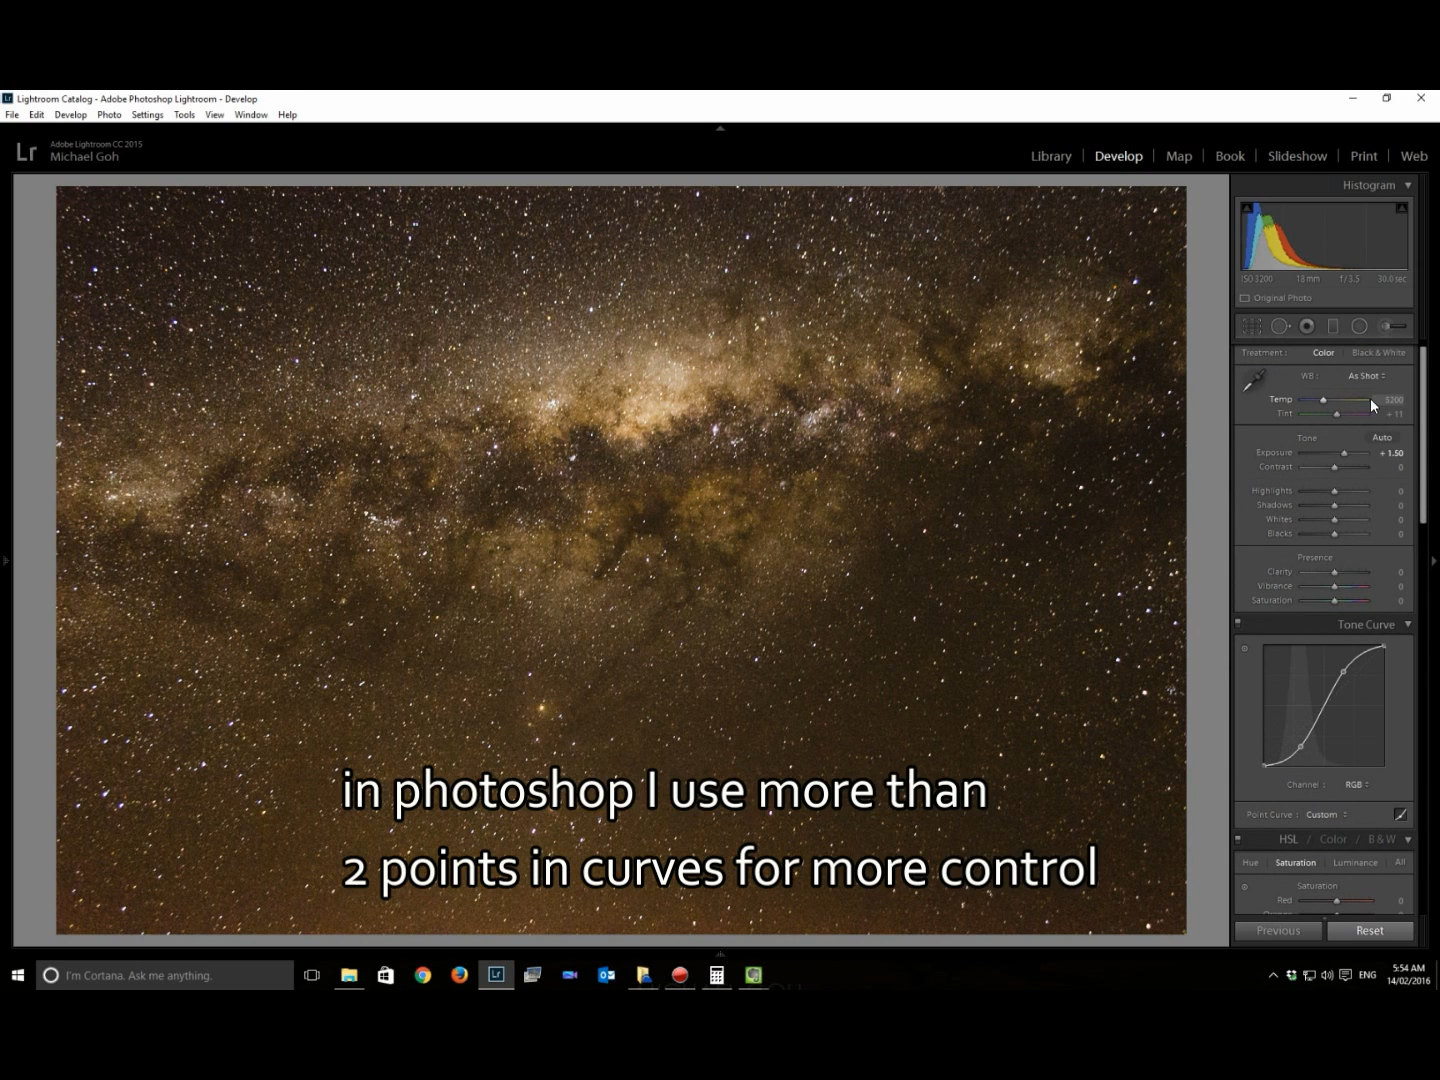 Lightroom Catalog - Adobe Photoshop Lightroom - Develop
File Edit Develop Photo Settings Tools View Window Help
Lr
Adobe Lightroom CC 2015
Michael Goh
Library | Develop | Map | Book | Slideshow | Print | Web
Histogram
ISO 3200 18 mm f / 3.5 30.0 sec
Original Photo
Treatment : Color Black & White
WB : As Shot
Temp 5200
Tint + 11
Tone Auto
Exposure + 1.50
Contrast 0
Highlights 0
Shadows 0
Whites 0
Blacks 0
Presence
Clarity 0
Vibrance 0
Saturation 0
Tone Curve
Channel : RGB
Point Curve : Custom
HSL / Color / B & W
Hue Saturation Luminance All
Saturation
Red 0
Previous Reset
in photoshop I use more than
2 points in curves for more control
I'm Cortana. Ask me anything.
Lr
ENG
5:54 AM
14/02/2016